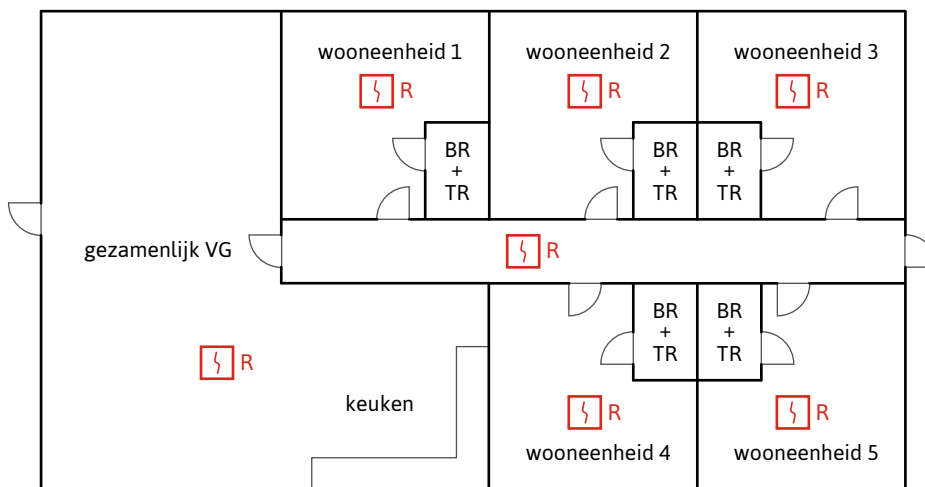 wooneenheid 1
wooneenheid 2
wooneenheid 3
R
R
R
BR
+
TR
BR
+
TR
BR
+
TR
gezamenlijk VG
R
BR
+
TR
BR
+
TR
R
keuken
R
R
wooneenheid 4
wooneenheid 5